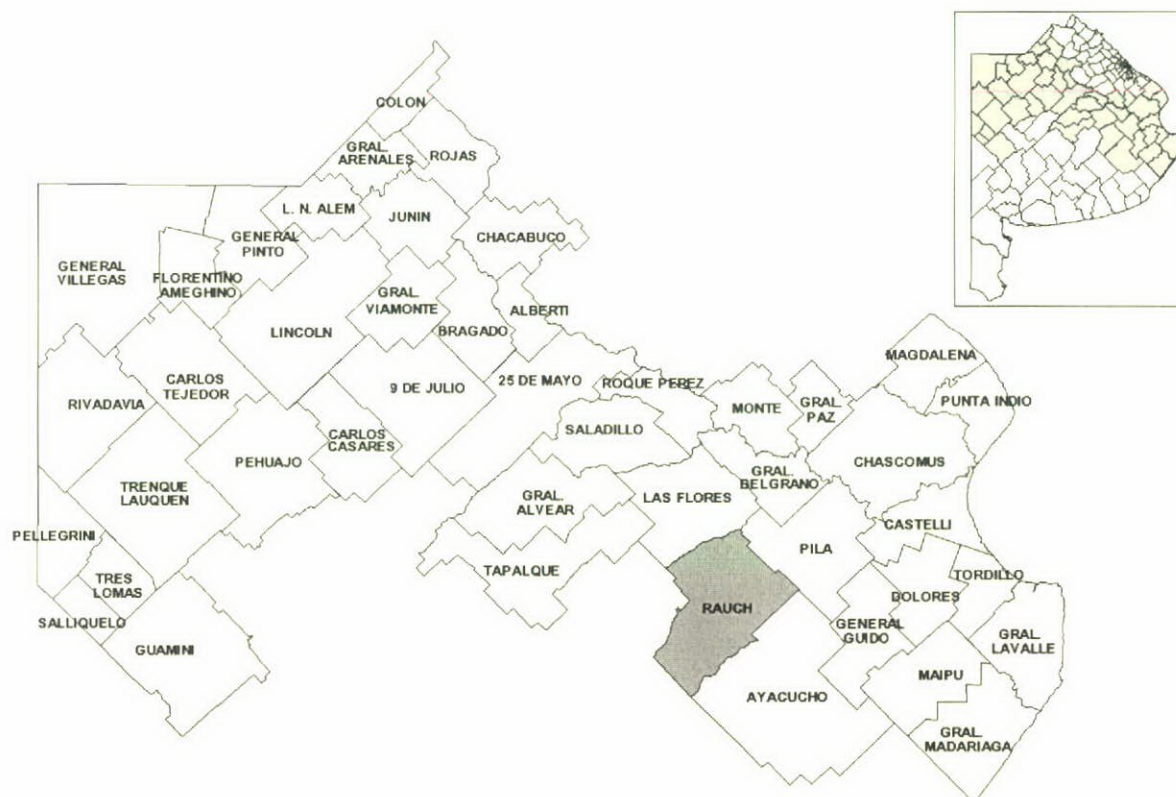 COLON
GRAL.
ARENALES
ROJAS
L. N. ALEM
JUNIN
CHACABUCO
GENERAL
PINTO
GENERAL
VILLEGAS
FLORENTINO
AMEGHINO
GRAL.
VIAMONTE
ALBERTI
LINCOLN
BRAGADO
MAGDALENA
CARLOS
TEJEDOR
9 DE JULIO
25 DE MAYO
ROQUE PEREZ
RIVADAVIA
MONTE
GRAL.
PAZ
PUNTA INDIO
SALADILLO
CARLOS
CASARES
PEHUAJO
CHASCOMUS
TRENQUE
LAUQUEN
GRAL.
BELGRANO
GRAL.
ALVEAR
LAS FLORES
CASTELLI
PELLEGRINI
PILA
TAPALQUE
TORDILLO
TRES
LOMAS
DOLORES
RAUCH
SALLIQUELO
GENERAL
GUIDO
GRAL.
LAVALLE
GUAMINI
MAIPU
AYACUCHO
GRAL.
MADARIAGA